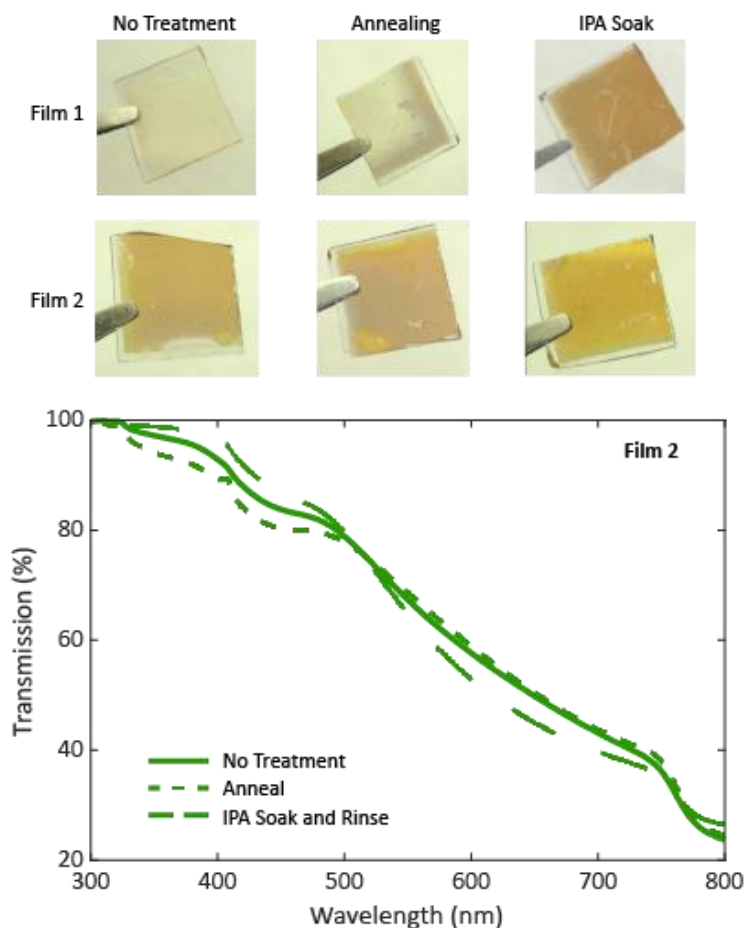 No Treatment Annealing IPA Soak
Film 1
Film 2
100
Film 2
80
60
40
20
Transmission (%)
No Treatment
Anneal
IPA Soak and Rinse
300 400 500 600 700 800
Wavelength (nm)